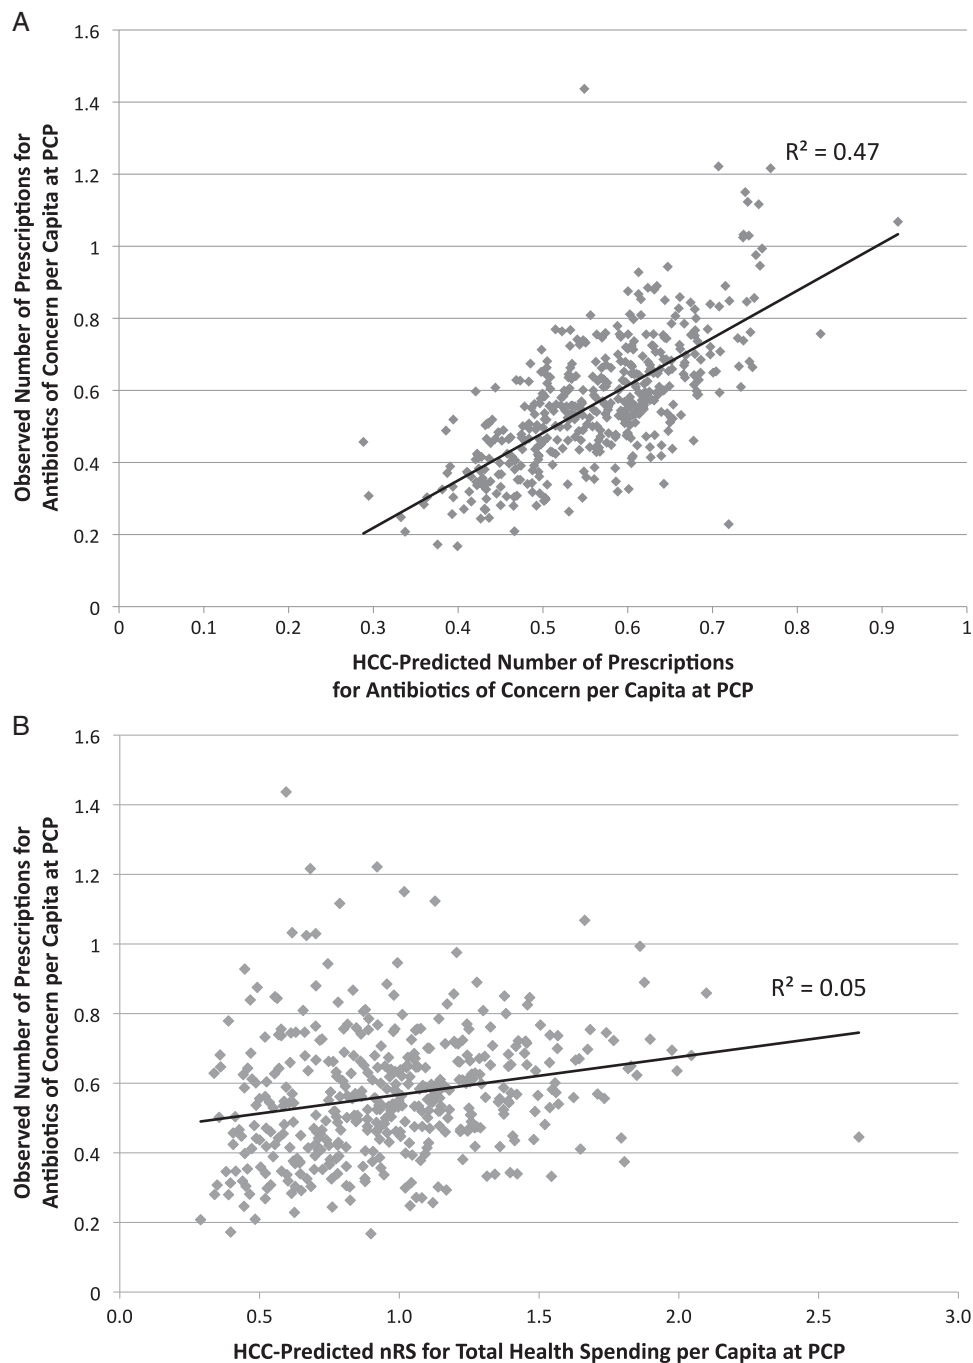 A
1.6
1.4
1.2
1
0.8
0.6
0.4
0.2
0
Observed Number of Prescriptions for
Antibiotics of Concern per Capita at PCP
R² = 0.47
0 0.1 0.2 0.3 0.4 0.5 0.6 0.7 0.8 0.9 1
HCC-Predicted Number of Prescriptions
for Antibiotics of Concern per Capita at PCP
B
1.6
1.4
1.2
1
0.8
0.6
0.4
0.2
0
Observed Number of Prescriptions for
Antibiotics of Concern per Capita at PCP
R² = 0.05
0.0 0.5 1.0 1.5 2.0 2.5 3.0
HCC-Predicted nRS for Total Health Spending per Capita at PCP